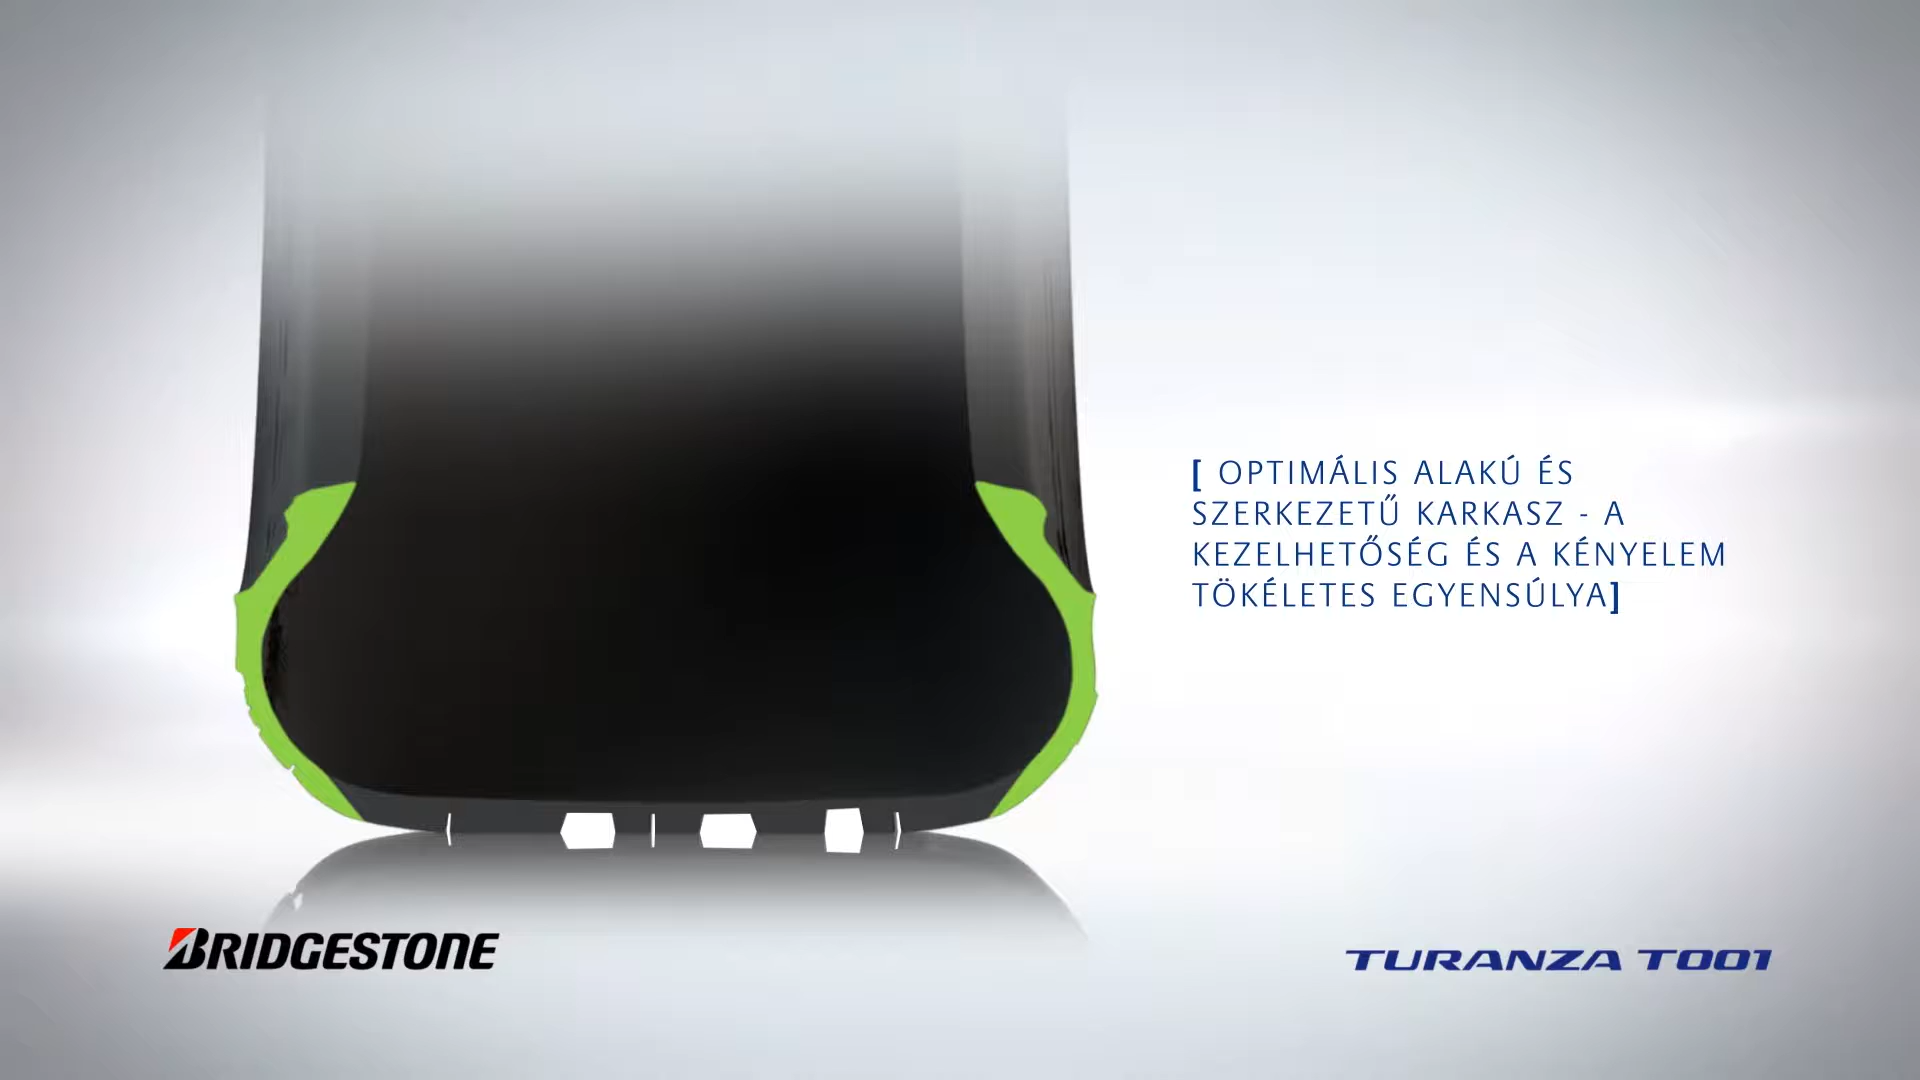 [ OPTIMÁLIS ALAKÚ ÉS
SZERKEZETŰ KARKASZ - A
KEZELHETŐSÉG ÉS A KÉNYELEM
TÖKÉLETES EGYENSÚLYA]
BRIDGESTONE
TURANZA T001